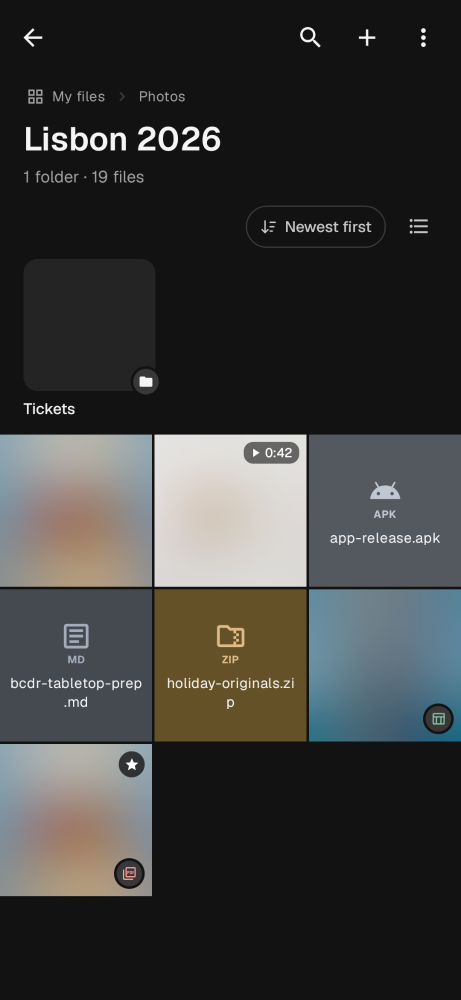 My files
Photos
Lisbon 2026
1 folder · 19 files
Newest first
Tickets
0:42
APK
app-release.apk
MD
bcdr-tabletop-prep
.md
ZIP
holiday-originals.zi
p